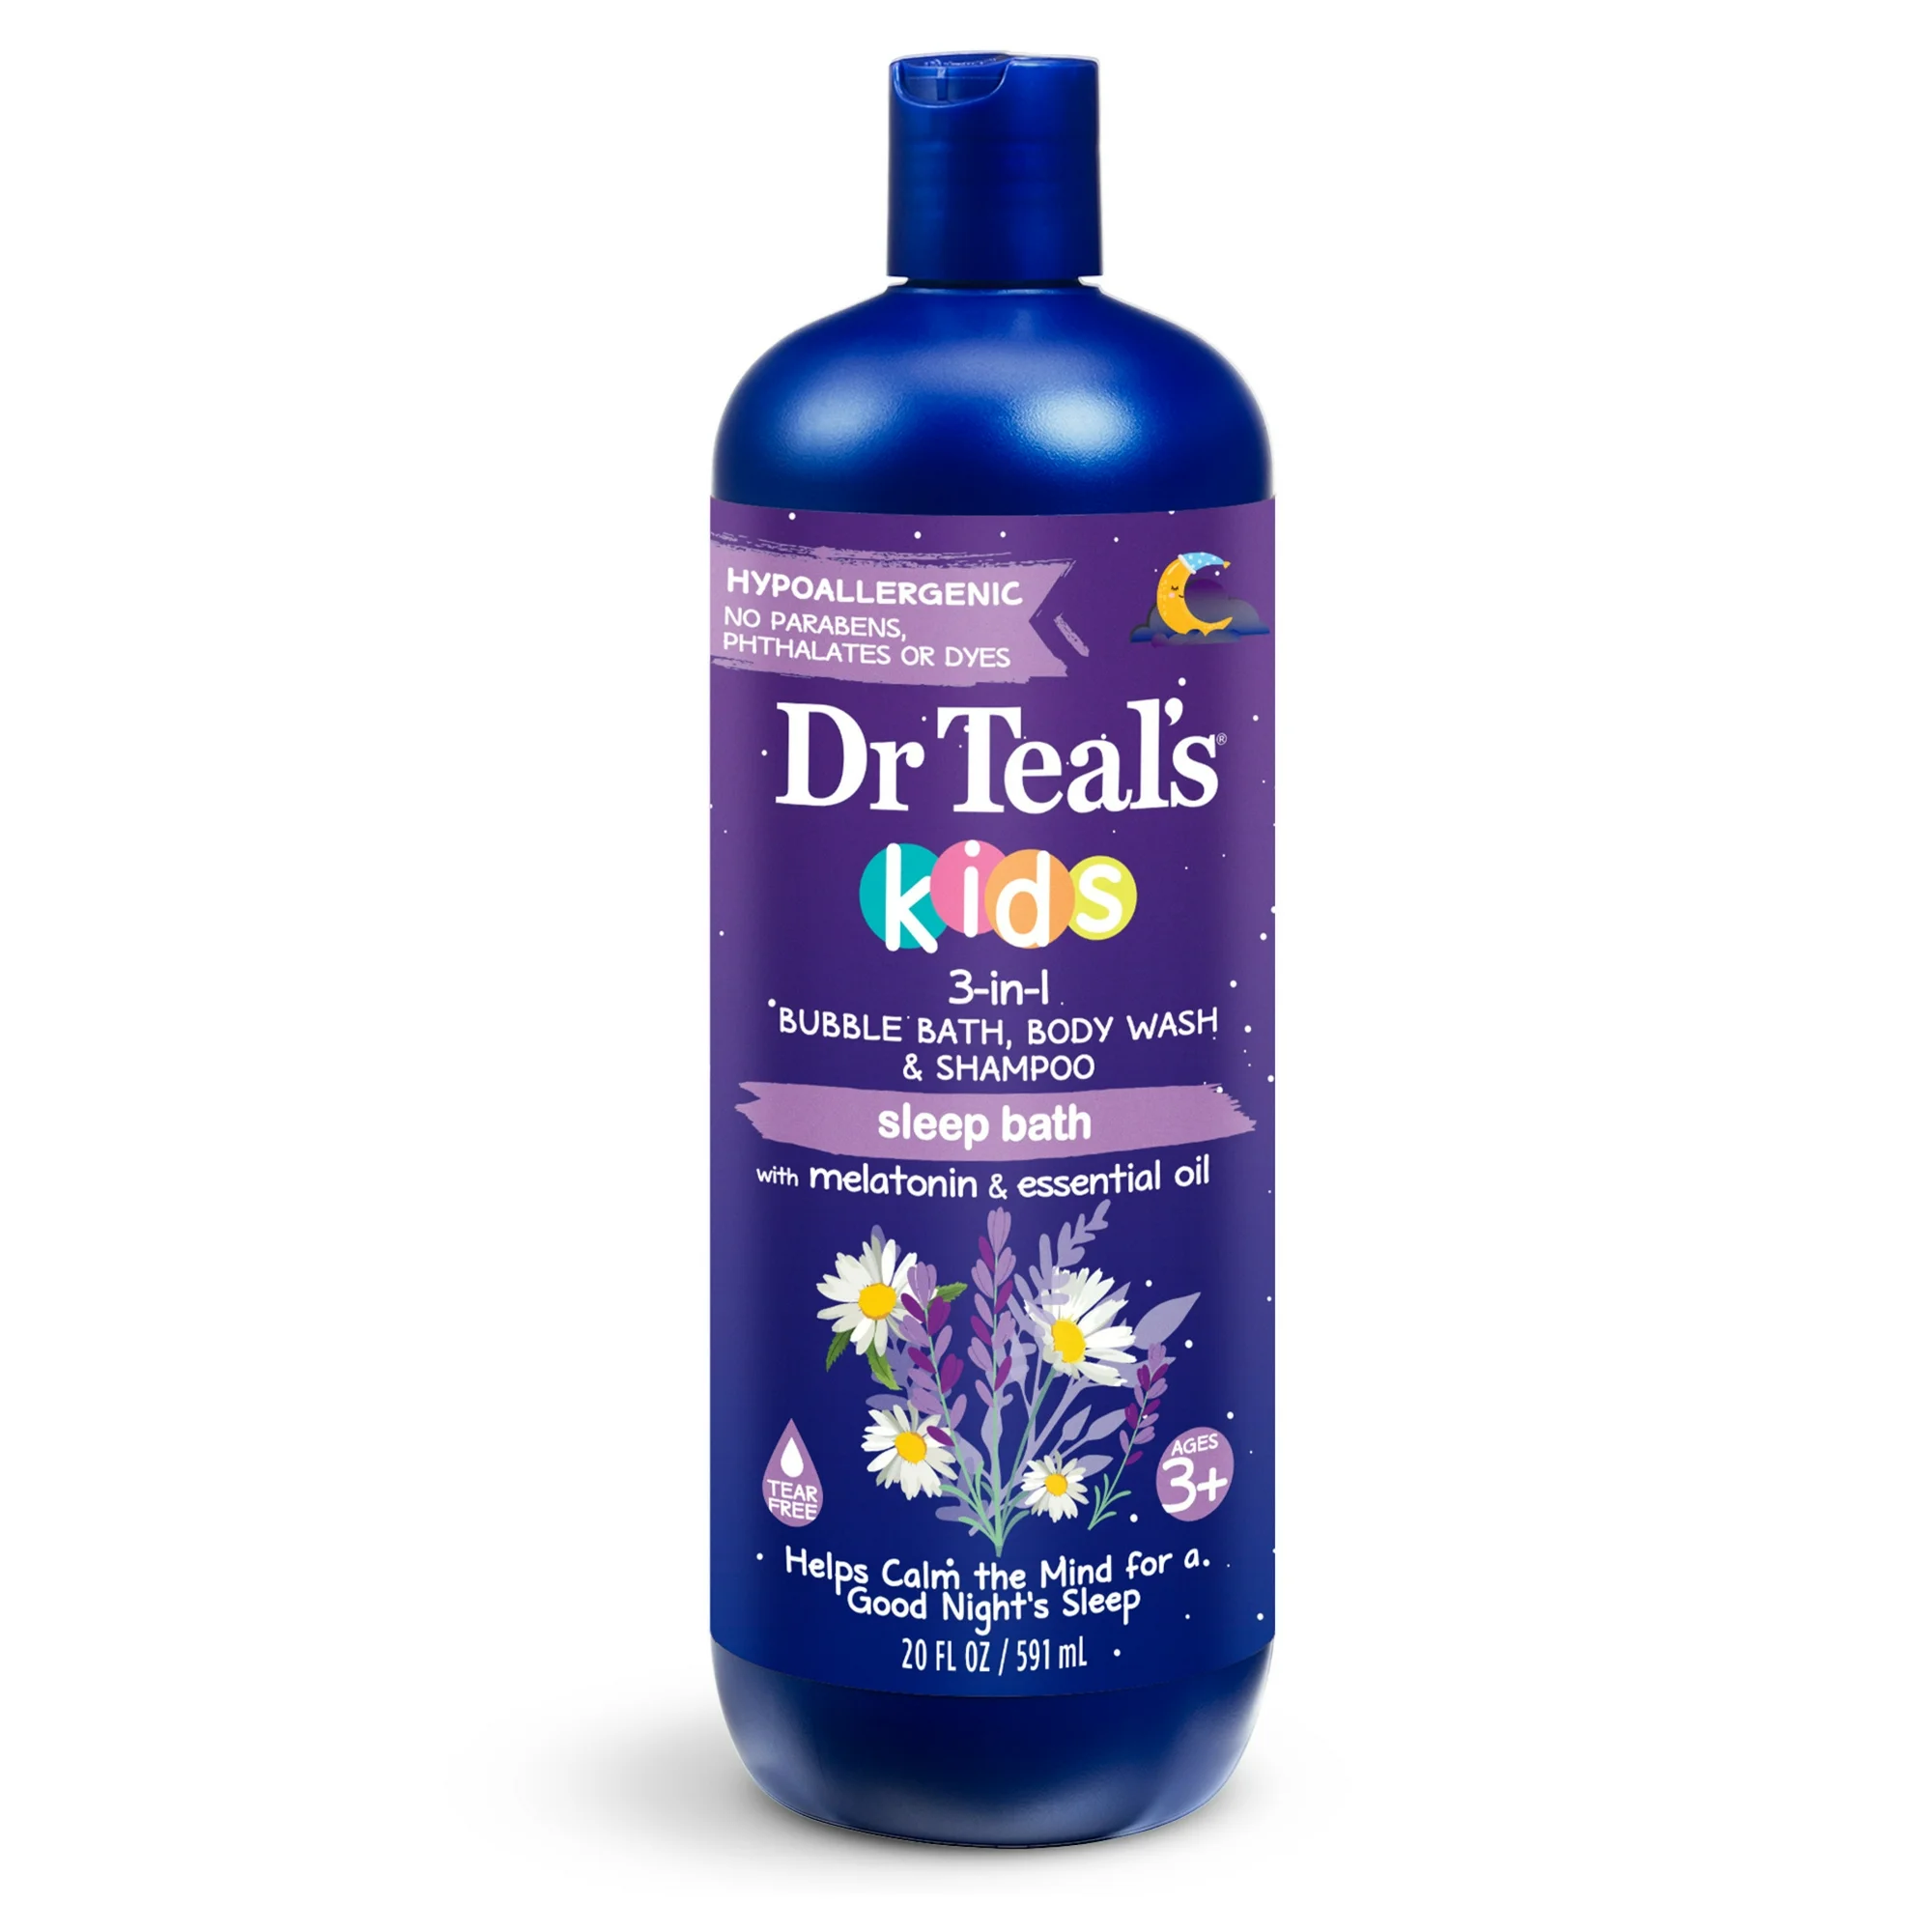 HYPOALLERGENIC
NO PARABENS,
PHTHALATES OR DYES
Dr Teal's®
kids
3-in-1
BUBBLE BATH, BODY WASH
& SHAMPOO
sleep bath
with melatonin & essential oil
TEAR
FREE
AGES
3+
Helps Calm the Mind for a
Good Night's Sleep
20 FL OZ / 591 mL